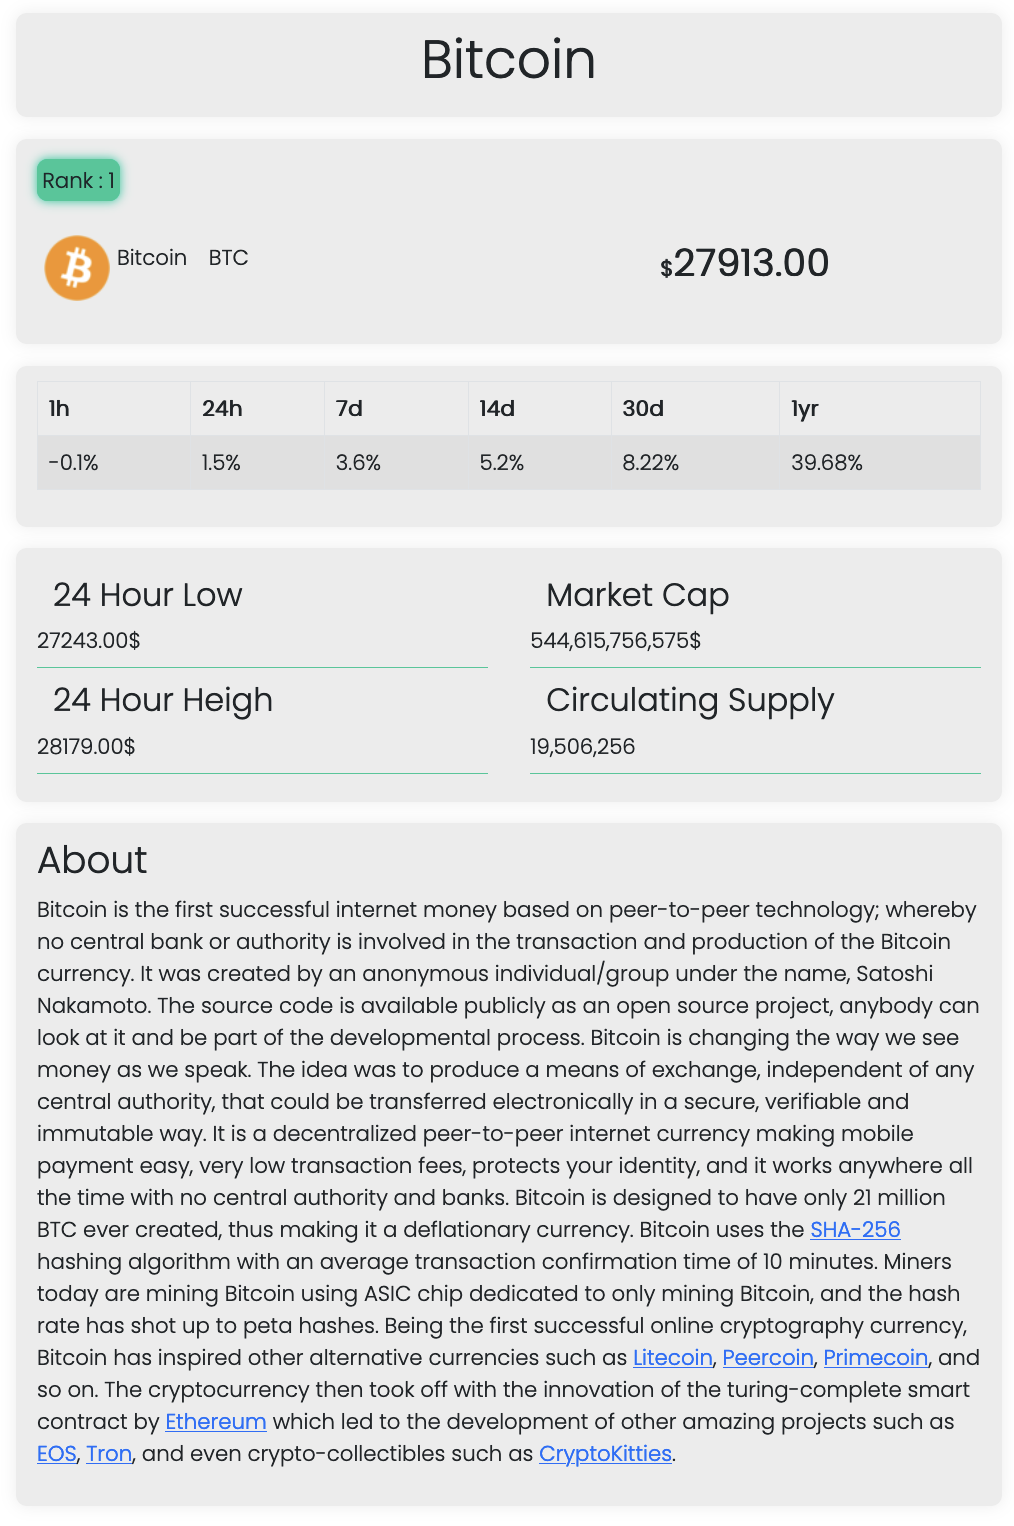 Bitcoin
Rank : 1
Bitcoin BTC
$27913.00
1h 24h 7d 14d 30d 1yr
-0.1% 1.5% 3.6% 5.2% 8.22% 39.68%
24 Hour Low
27243.00$
24 Hour Heigh
28179.00$
Market Cap
544,615,756,575$
Circulating Supply
19,506,256
About
Bitcoin is the first successful internet money based on peer-to-peer technology; whereby
no central bank or authority is involved in the transaction and production of the Bitcoin
currency. It was created by an anonymous individual/group under the name, Satoshi
Nakamoto. The source code is available publicly as an open source project, anybody can
look at it and be part of the developmental process. Bitcoin is changing the way we see
money as we speak. The idea was to produce a means of exchange, independent of any
central authority, that could be transferred electronically in a secure, verifiable and
immutable way. It is a decentralized peer-to-peer internet currency making mobile
payment easy, very low transaction fees, protects your identity, and it works anywhere all
the time with no central authority and banks. Bitcoin is designed to have only 21 million
BTC ever created, thus making it a deflationary currency. Bitcoin uses the SHA-256
hashing algorithm with an average transaction confirmation time of 10 minutes. Miners
today are mining Bitcoin using ASIC chip dedicated to only mining Bitcoin, and the hash
rate has shot up to peta hashes. Being the first successful online cryptography currency,
Bitcoin has inspired other alternative currencies such as Litecoin, Peercoin, Primecoin, and
so on. The cryptocurrency then took off with the innovation of the turing-complete smart
contract by Ethereum which led to the development of other amazing projects such as
EOS, Tron, and even crypto-collectibles such as CryptoKitties.